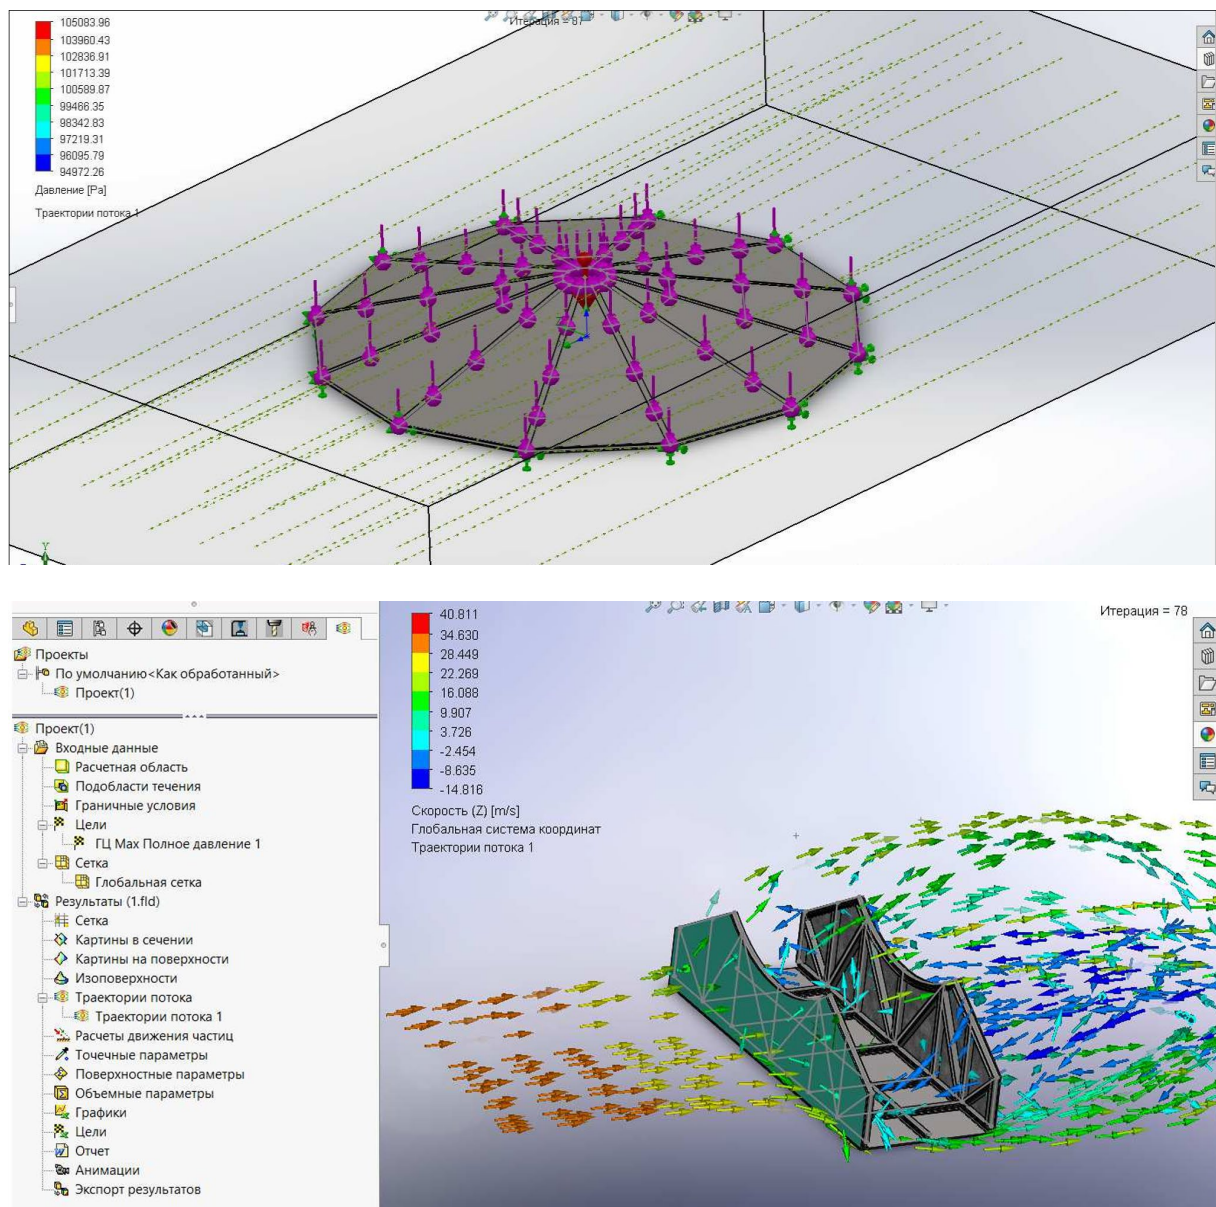 Итерация = 87
105083.96
103960.43
102836.91
101713.39
100589.87
99466.35
98342.83
97219.31
96095.79
94972.26
Давление [Pa]
Траектории потока 1
Y
Итерация = 78
40.811
34.630
28.449
22.269
16.088
9.907
3.726
-2.454
-8.635
-14.816
Скорость (Z) [m/s]
Глобальная система координат
Траектории потока 1
Проекты
По умолчанию<Как обработанный>
Проект(1)
Проект(1)
Входные данные
Расчетная область
Подобласти течения
Граничные условия
Цели
ГЦ Max Полное давление 1
Сетка
Глобальная сетка
Результаты (1.fld)
Сетка
Картины в сечении
Картины на поверхности
Изоповерхности
Траектории потока
Траектории потока 1
Расчеты движения частиц
Точечные параметры
Поверхностные параметры
Объемные параметры
Графики
Цели
Отчет
Анимации
Экспорт результатов